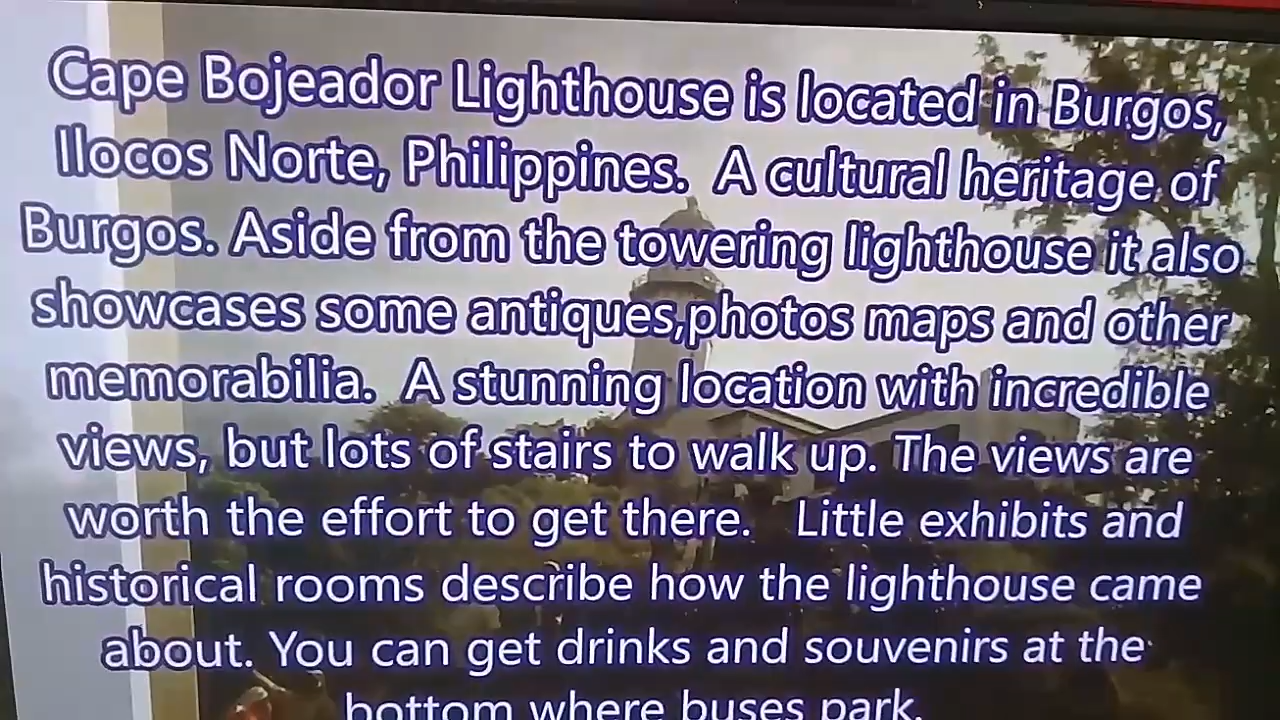 Cape Bojeador Lighthouse is located in Burgos,
Ilocos Norte, Philippines.  A cultural heritage of
Burgos. Aside from the towering lighthouse it also
showcases some antiques,photos maps and other
memorabilia.  A stunning location with incredible
views, but lots of stairs to walk up. The views are
worth the effort to get there.   Little exhibits and
historical rooms describe how the lighthouse came
about. You can get drinks and souvenirs at the
bottom where buses park.